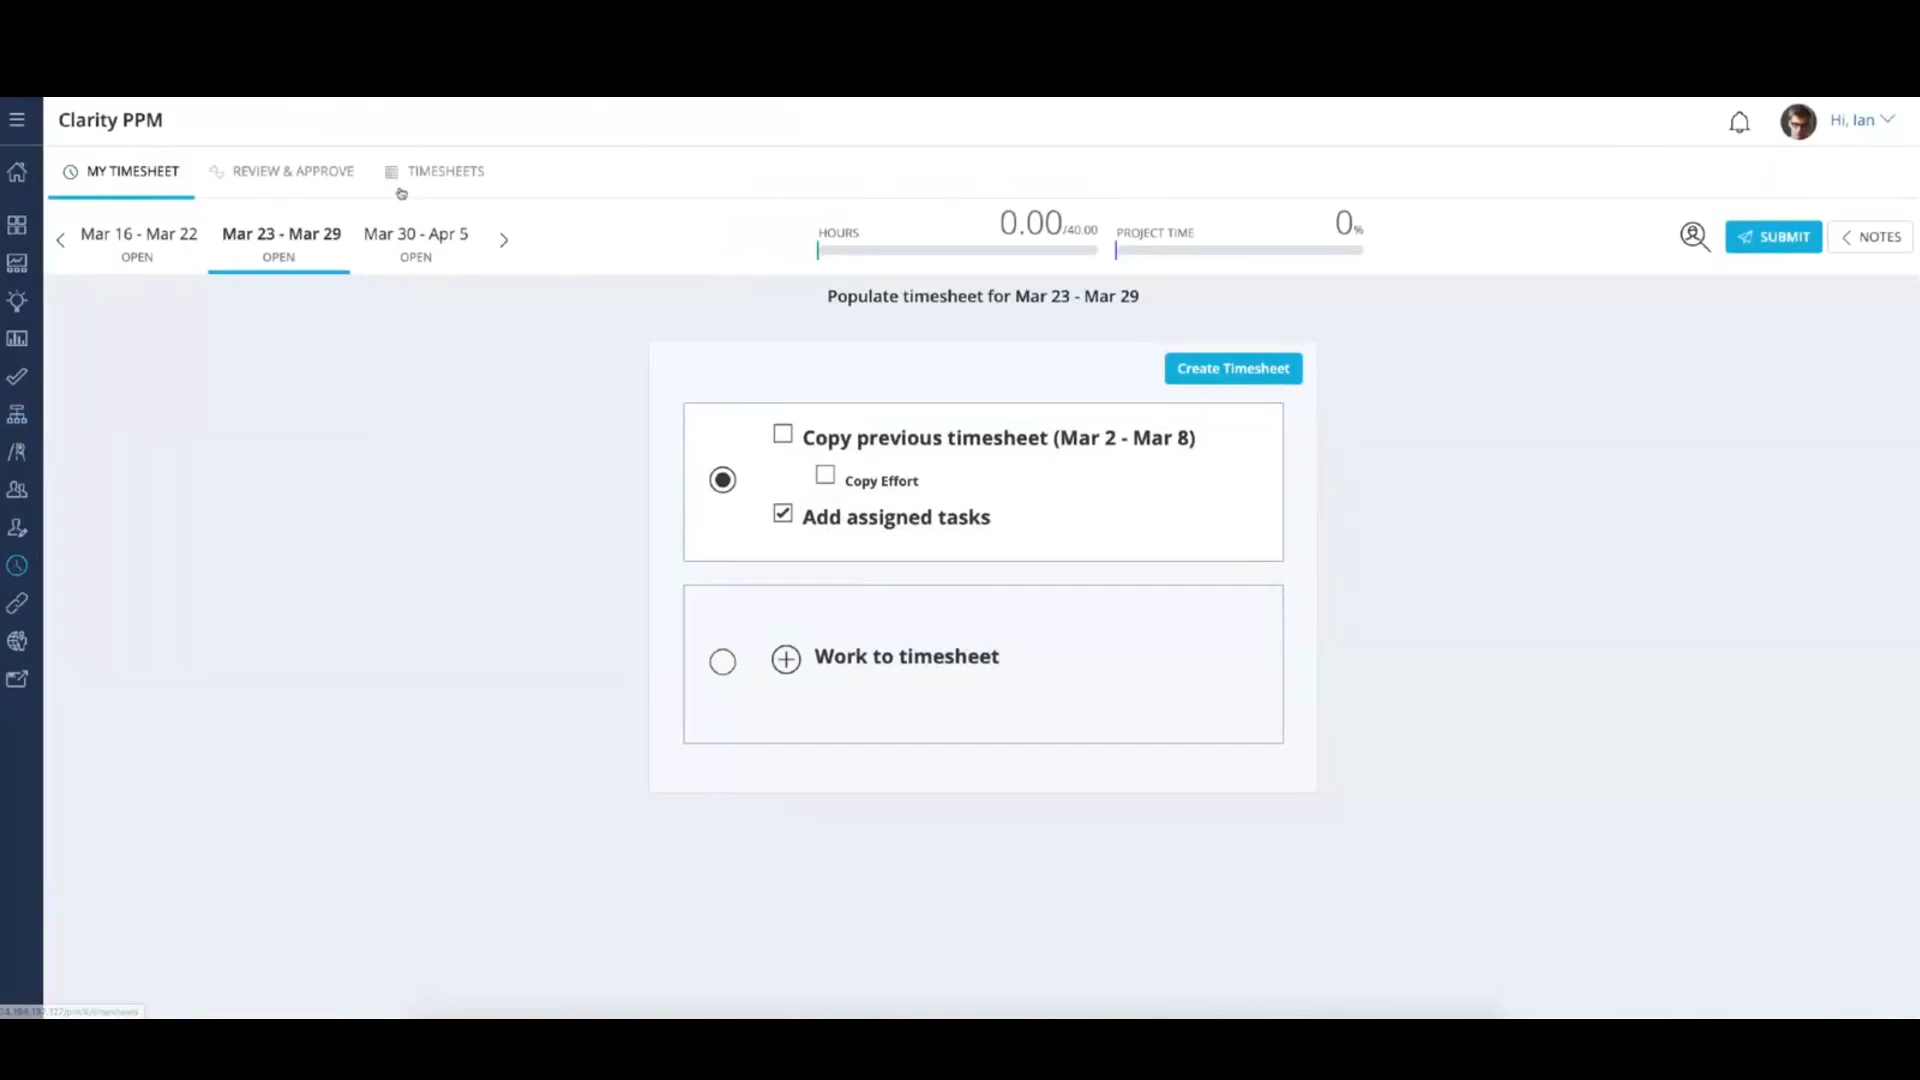 Clarity PPM
Hi, Ian
MY TIMESHEET
REVIEW & APPROVE
TIMESHEETS
Mar 16 - Mar 22
OPEN
Mar 23 - Mar 29
OPEN
Mar 30 - Apr 5
OPEN
HOURS
0.00/40.00
PROJECT TIME
0%
SUBMIT
NOTES
Populate timesheet for Mar 23 - Mar 29
Create Timesheet
Copy previous timesheet (Mar 2 - Mar 8)
Copy Effort
Add assigned tasks
Work to timesheet